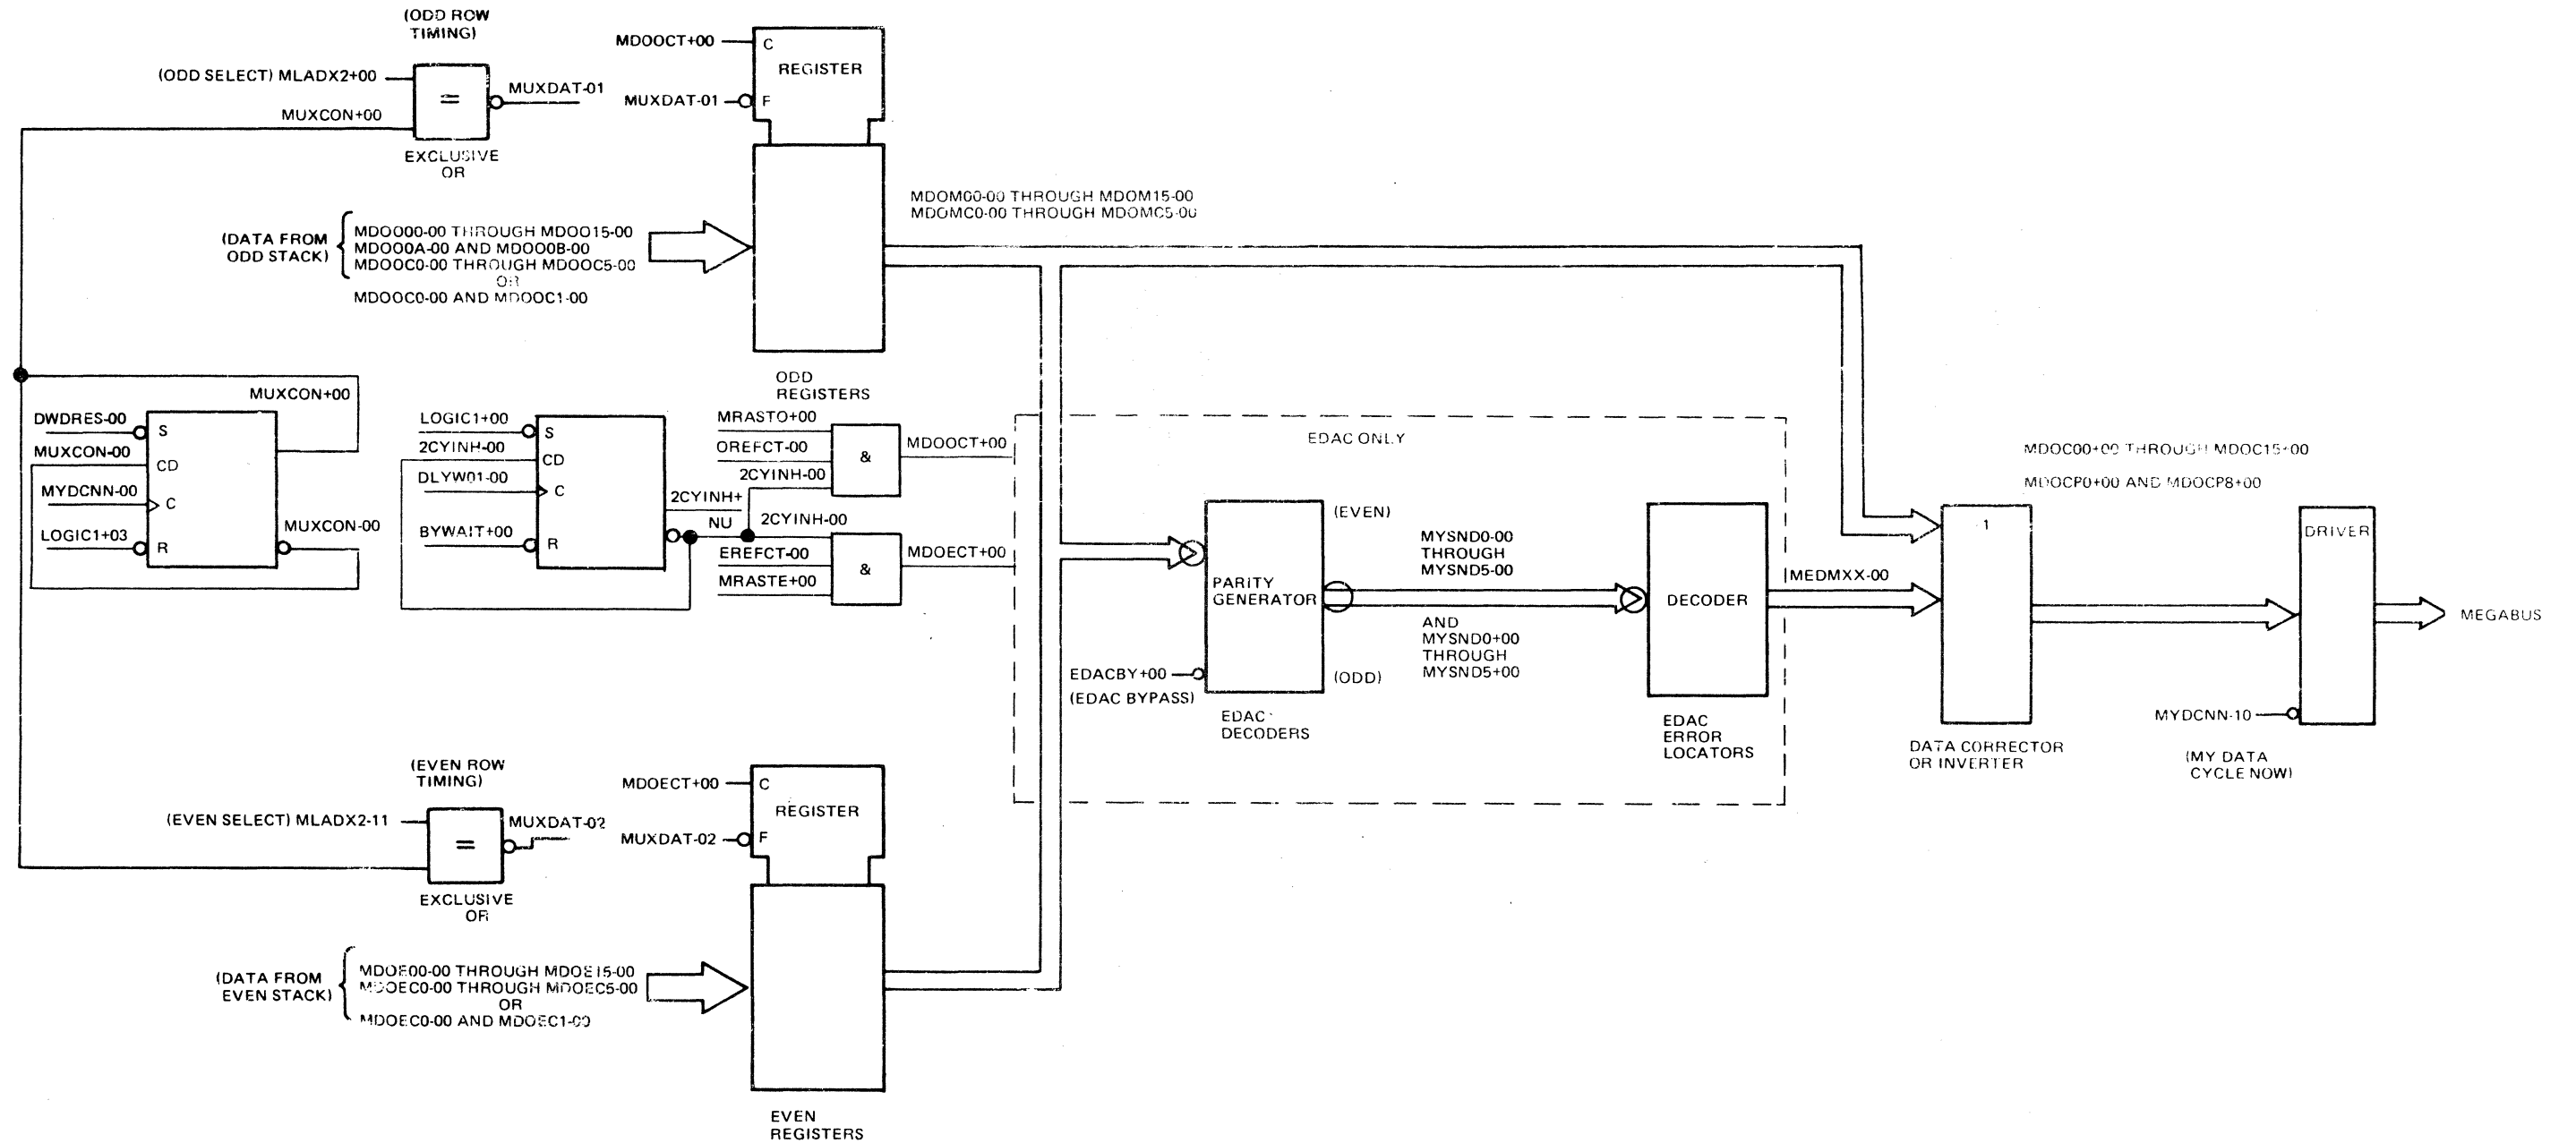 (ODD ROW
TIMING)
(ODD SELECT) MLADX2+00
=
MUXDAT-01
MUXCON+00
EXCLUSIVE
OR
MDOOCT+00
C
REGISTER
MUXDAT-01
F
(DATA FROM
ODD STACK)
MDOO00-00 THROUGH MDOO15-00
MDOO0A-00 AND MDOO0B-00
MDOOC0-00 THROUGH MDOOC5-00
OR
MDOOC0-00 AND MDOOC1-00
ODD
REGISTERS
MDOM00-00 THROUGH MDOM15-00
MDOMC0-00 THROUGH MDOMC5-00
MUXCON+00
DWDRES-00
S
MUXCON-00
CD
MYDCNN-00
C
LOGIC1+03
R
MUXCON-00
LOGIC1+00
S
2CYINH-00
CD
DLYW01-00
C
BYWAIT+00
R
2CYINH+
NU
2CYINH-00
MRASTO+00
OREFCT-00
2CYINH-00
&
MDOOCT+00
EREFCT-00
MRASTE+00
&
MDOECT+00
EDAC ONLY
(EVEN)
PARITY
GENERATOR
(ODD)
EDACBY+00
(EDAC BYPASS)
EDAC
DECODERS
MYSND0-00
THROUGH
MYSND5-00
AND
MYSND0+00
THROUGH
MYSND5+00
DECODER
EDAC
ERROR
LOCATORS
MEDMXX-00
MDOC00+00 THROUGH MDOC15+00
MDOCP0+00 AND MDOCP8+00
1
DATA CORRECTOR
OR INVERTER
DRIVER
MEGABUS
MYDCNN-10
(MY DATA
CYCLE NOW)
(EVEN ROW
TIMING)
(EVEN SELECT) MLADX2-11
=
MUXDAT-02
EXCLUSIVE
OR
MDOECT+00
C
REGISTER
MUXDAT-02
F
(DATA FROM
EVEN STACK)
MDOE00-00 THROUGH MDOE15-00
MDOEC0-00 THROUGH MDOEC5-00
OR
MDOEC0-00 AND MDOEC1-00
EVEN
REGISTERS